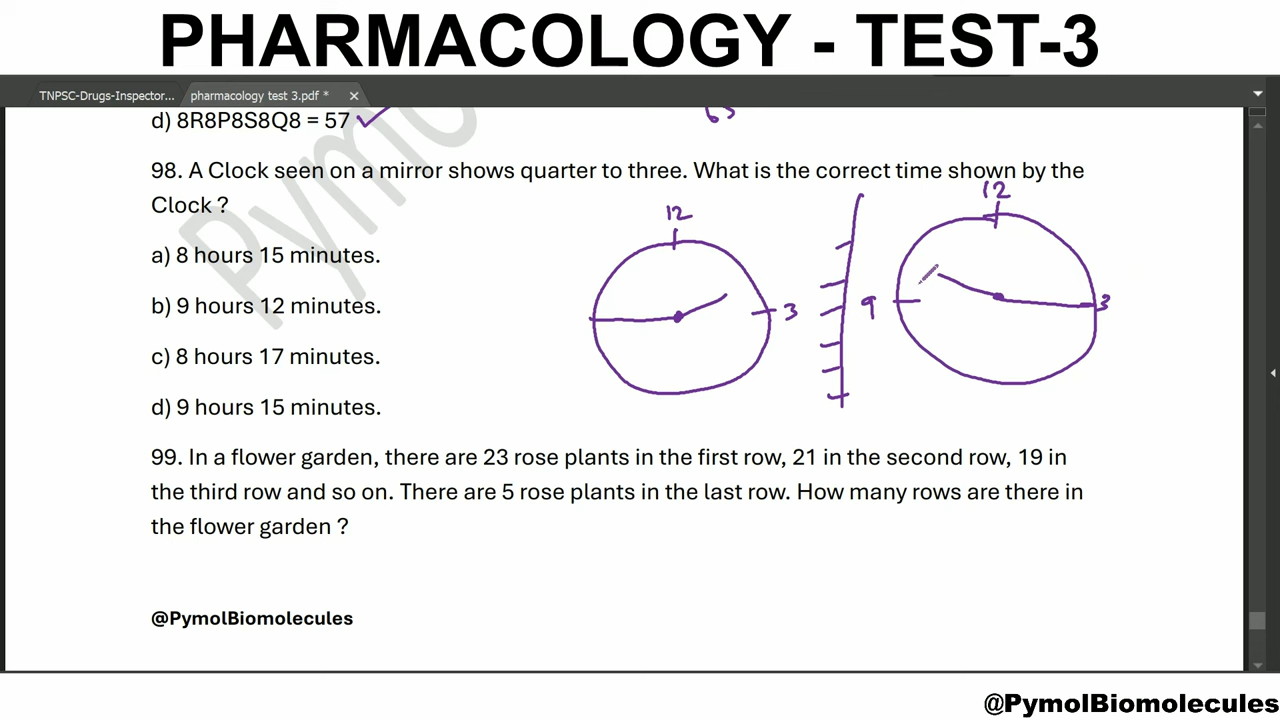 PHARMACOLOGY - TEST-3
TNPSC-Drugs-Inspector... pharmacology test 3.pdf *
d) 8R8P8S8Q8 = 57
98. A Clock seen on a mirror shows quarter to three. What is the correct time shown by the
Clock ?
12
12
a) 8 hours 15 minutes.
b) 9 hours 12 minutes.
3
9
3
c) 8 hours 17 minutes.
d) 9 hours 15 minutes.
99. In a flower garden, there are 23 rose plants in the first row, 21 in the second row, 19 in
the third row and so on. There are 5 rose plants in the last row. How many rows are there in
the flower garden ?
@PymolBiomolecules
@PymolBiomolecules